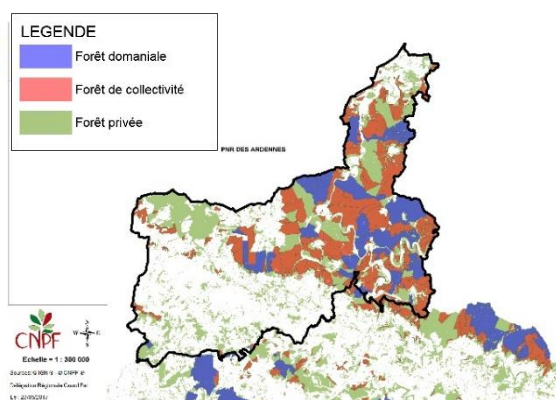 LEGENDE
Forêt domaniale
Forêt de collectivité
Forêt privée
PNR DES ARDENNES
CNPF
Echelle = 1 : 300 000